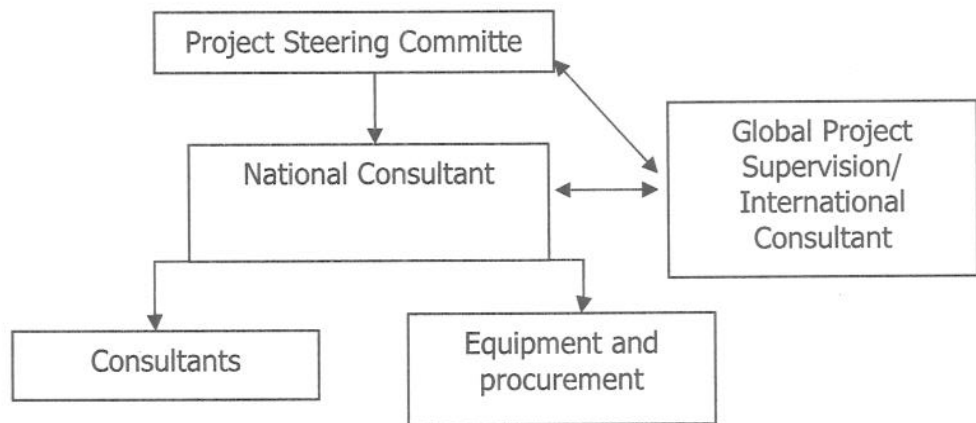 Project Steering Committe
National Consultant
Global Project
Supervision/
International
Consultant
Consultants
Equipment and
procurement